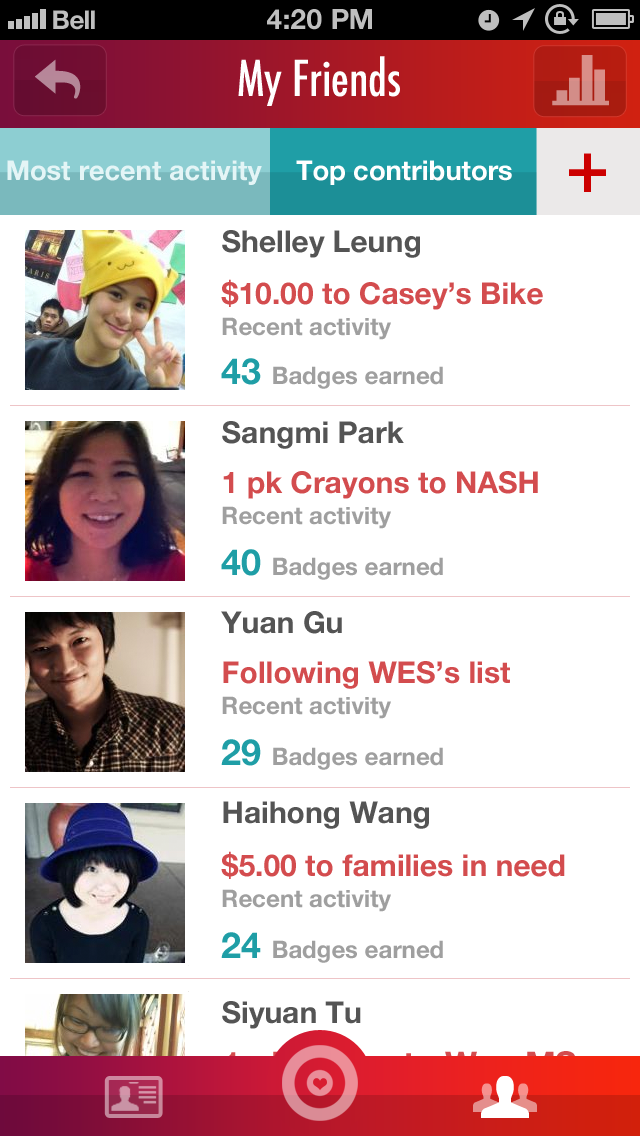 Bell 4:20 PM
My Friends
Most recent activity Top contributors
Shelley Leung
$10.00 to Casey’s Bike
Recent activity
43 Badges earned
Sangmi Park
1 pk Crayons to NASH
Recent activity
40 Badges earned
Yuan Gu
Following WES’s list
Recent activity
29 Badges earned
Haihong Wang
$5.00 to families in need
Recent activity
24 Badges earned
Siyuan Tu
PARIS